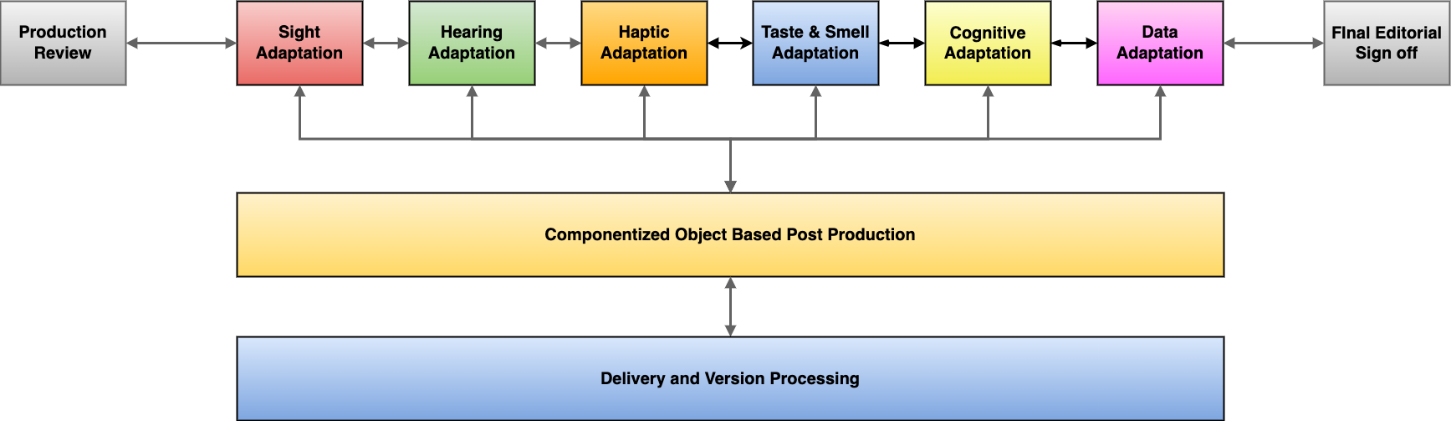 Production
Review
Sight
Adaptation
Hearing
Adaptation
Haptic
Adaptation
Taste & Smell
Adaptation
Cognitive
Adaptation
Data
Adaptation
FInal Editorial
Sign off
Componentized Object Based Post Production
Delivery and Version Processing